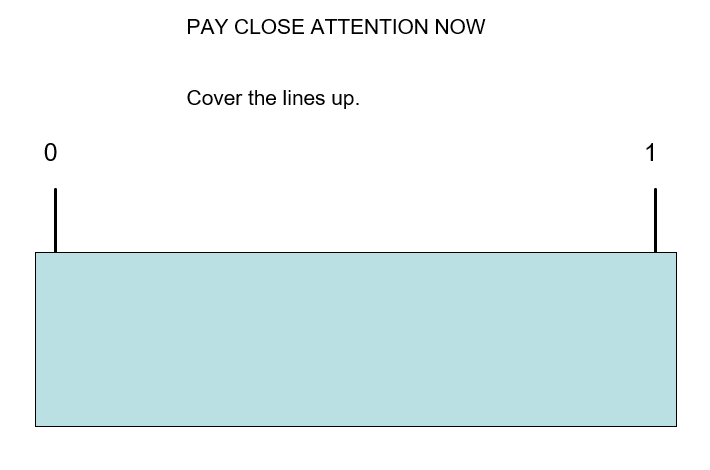 PAY CLOSE ATTENTION NOW
Cover the lines up.
0 1